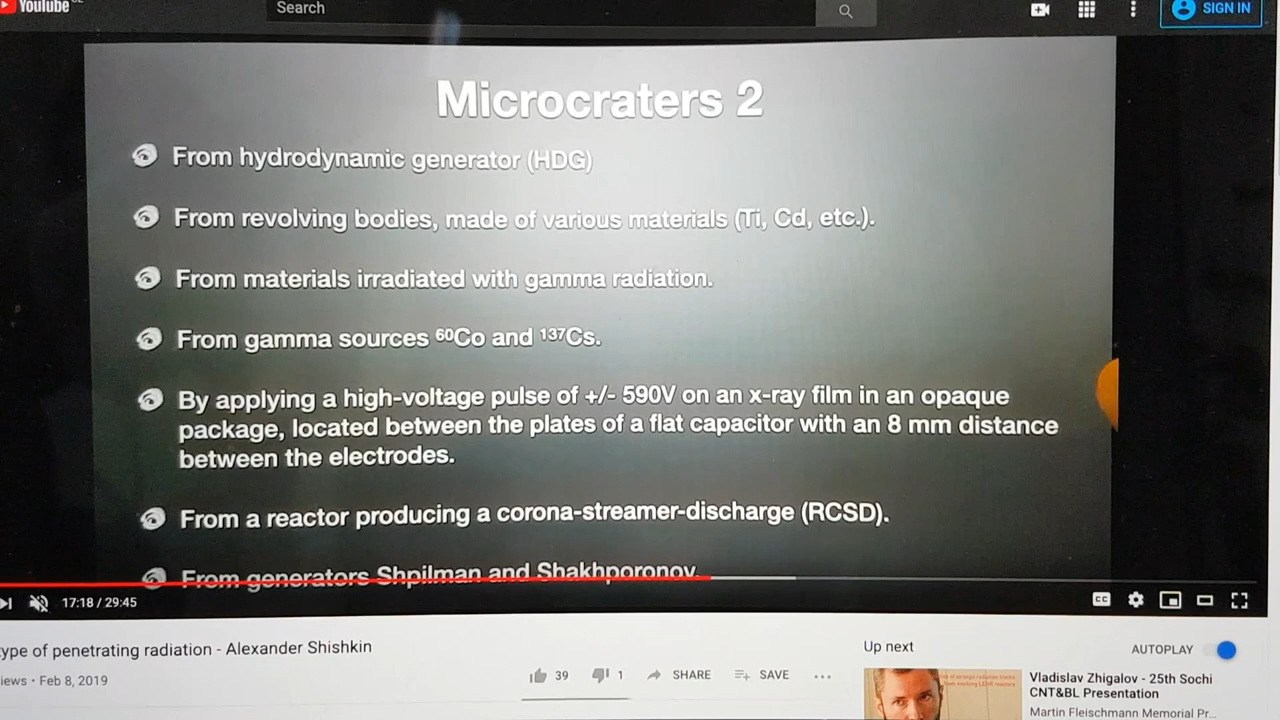 YouTube
Search
SIGN IN
Microcraters 2
From hydrodynamic generator (HDG)
From revolving bodies, made of various materials (Ti, Cd, etc.).
From materials irradiated with gamma radiation.
From gamma sources ⁶⁰Co and ¹³⁷Cs.
By applying a high-voltage pulse of +/- 590V on an x-ray film in an opaque
package, located between the plates of a flat capacitor with an 8 mm distance
between the electrodes.
From a reactor producing a corona-streamer-discharge (RCSD).
From generators Shpilman and Shakhporonov
17:18 / 29:45
CC
ype of penetrating radiation - Alexander Shishkin
iews • Feb 8, 2019
39
1
SHARE
SAVE
Up next
AUTOPLAY
Vladislav Zhigalov - 25th Sochi
CNT&BL Presentation
Martin Fleischmann Memorial Pr...